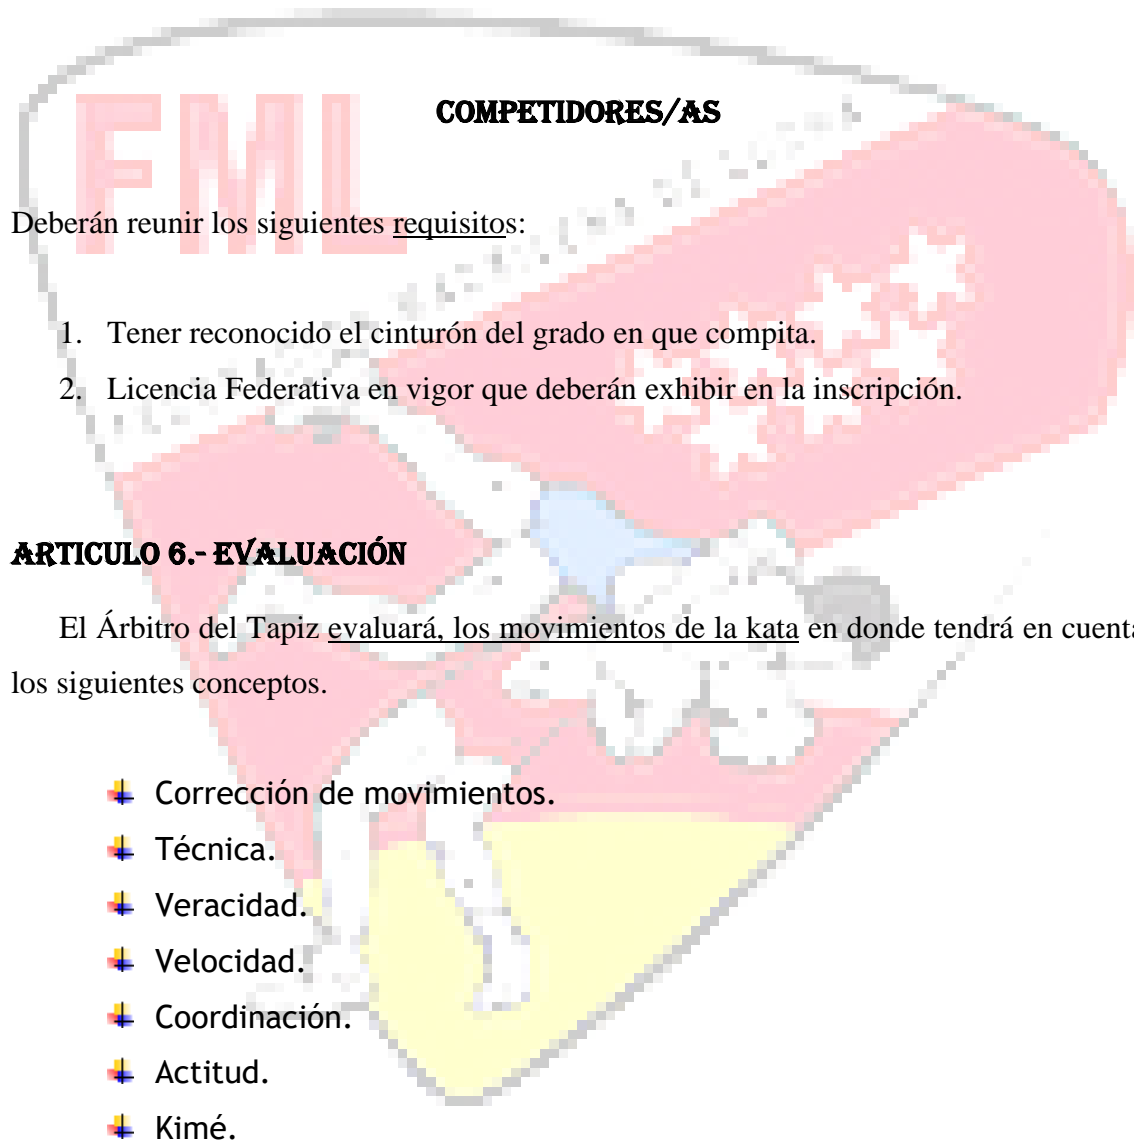 FML
COMPETIDORES/AS
Deberán reunir los siguientes requisitos:
1. Tener reconocido el cinturón del grado en que compita.
2. Licencia Federativa en vigor que deberán exhibir en la inscripción.
ARTICULO 6.- EVALUACIÓN
El Árbitro del Tapiz evaluará, los movimientos de la kata en donde tendrá en cuenta
los siguientes conceptos.
Corrección de movimientos.
Técnica.
Veracidad.
Velocidad.
Coordinación.
Actitud.
Kimé.